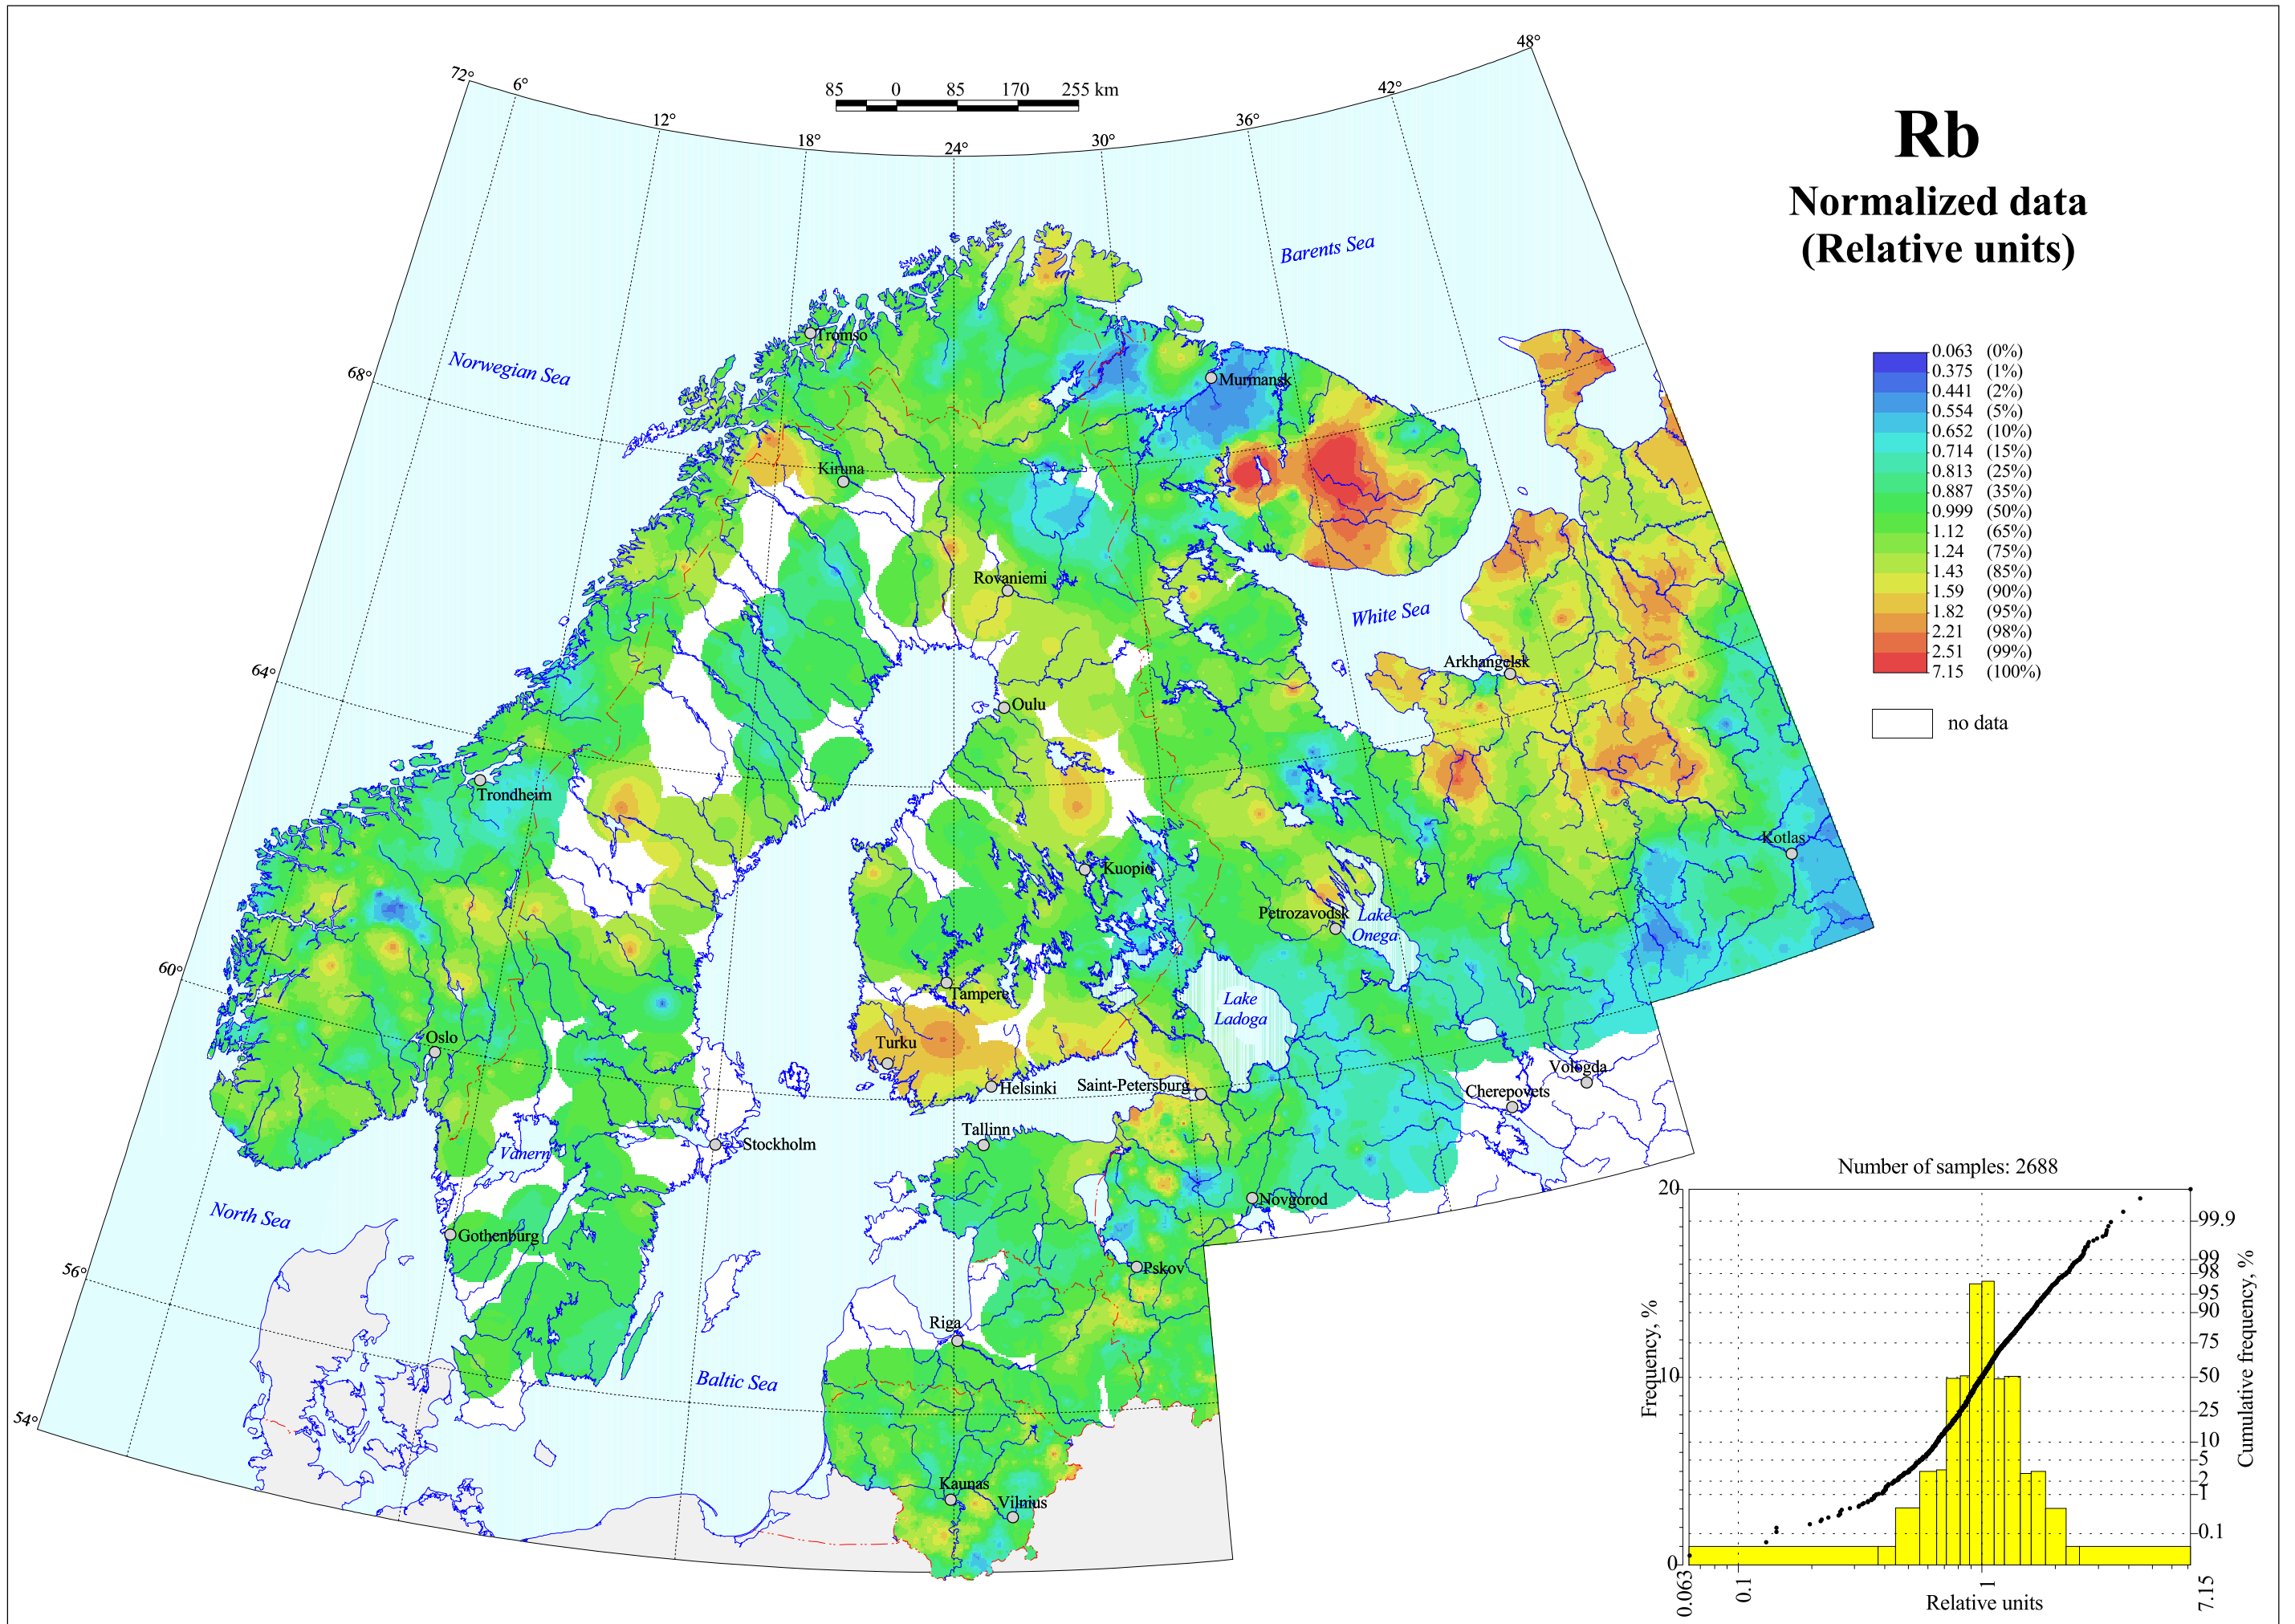 48°
72°
6°
85 0 85 170 255 km
42°
12°
36°
18°
30°
24°
Rb
Normalized data
(Relative units)
Barents Sea
Tromso
Norwegian Sea
68°
Murmansk
0.063 (0%)
0.375 (1%)
0.441 (2%)
0.554 (5%)
0.652 (10%)
0.714 (15%)
0.813 (25%)
0.887 (35%)
0.999 (50%)
1.12 (65%)
1.24 (75%)
1.43 (85%)
1.59 (90%)
1.82 (95%)
2.21 (98%)
2.51 (99%)
7.15 (100%)
no data
Kiruna
Rovaniemi
White Sea
Arkhangelsk
64°
Oulu
Trondheim
Kotlas
Kuopio
Petrozavodsk
Lake
Onega
60°
Tampere
Lake
Ladoga
Oslo
Turku
Helsinki
Saint-Petersburg
Vologda
Cherepovets
Tallinn
Stockholm
Vanern
Novgorod
North Sea
Gothenburg
Pskov
56°
Riga
Baltic Sea
54°
Kaunas
Vilnius
Number of samples: 2688
20
10
0
Frequency, %
99.9
99
98
95
90
75
50
25
10
5
2
1
0.1
Cumulative frequency, %
0.063
0.1
1
7.15
Relative units